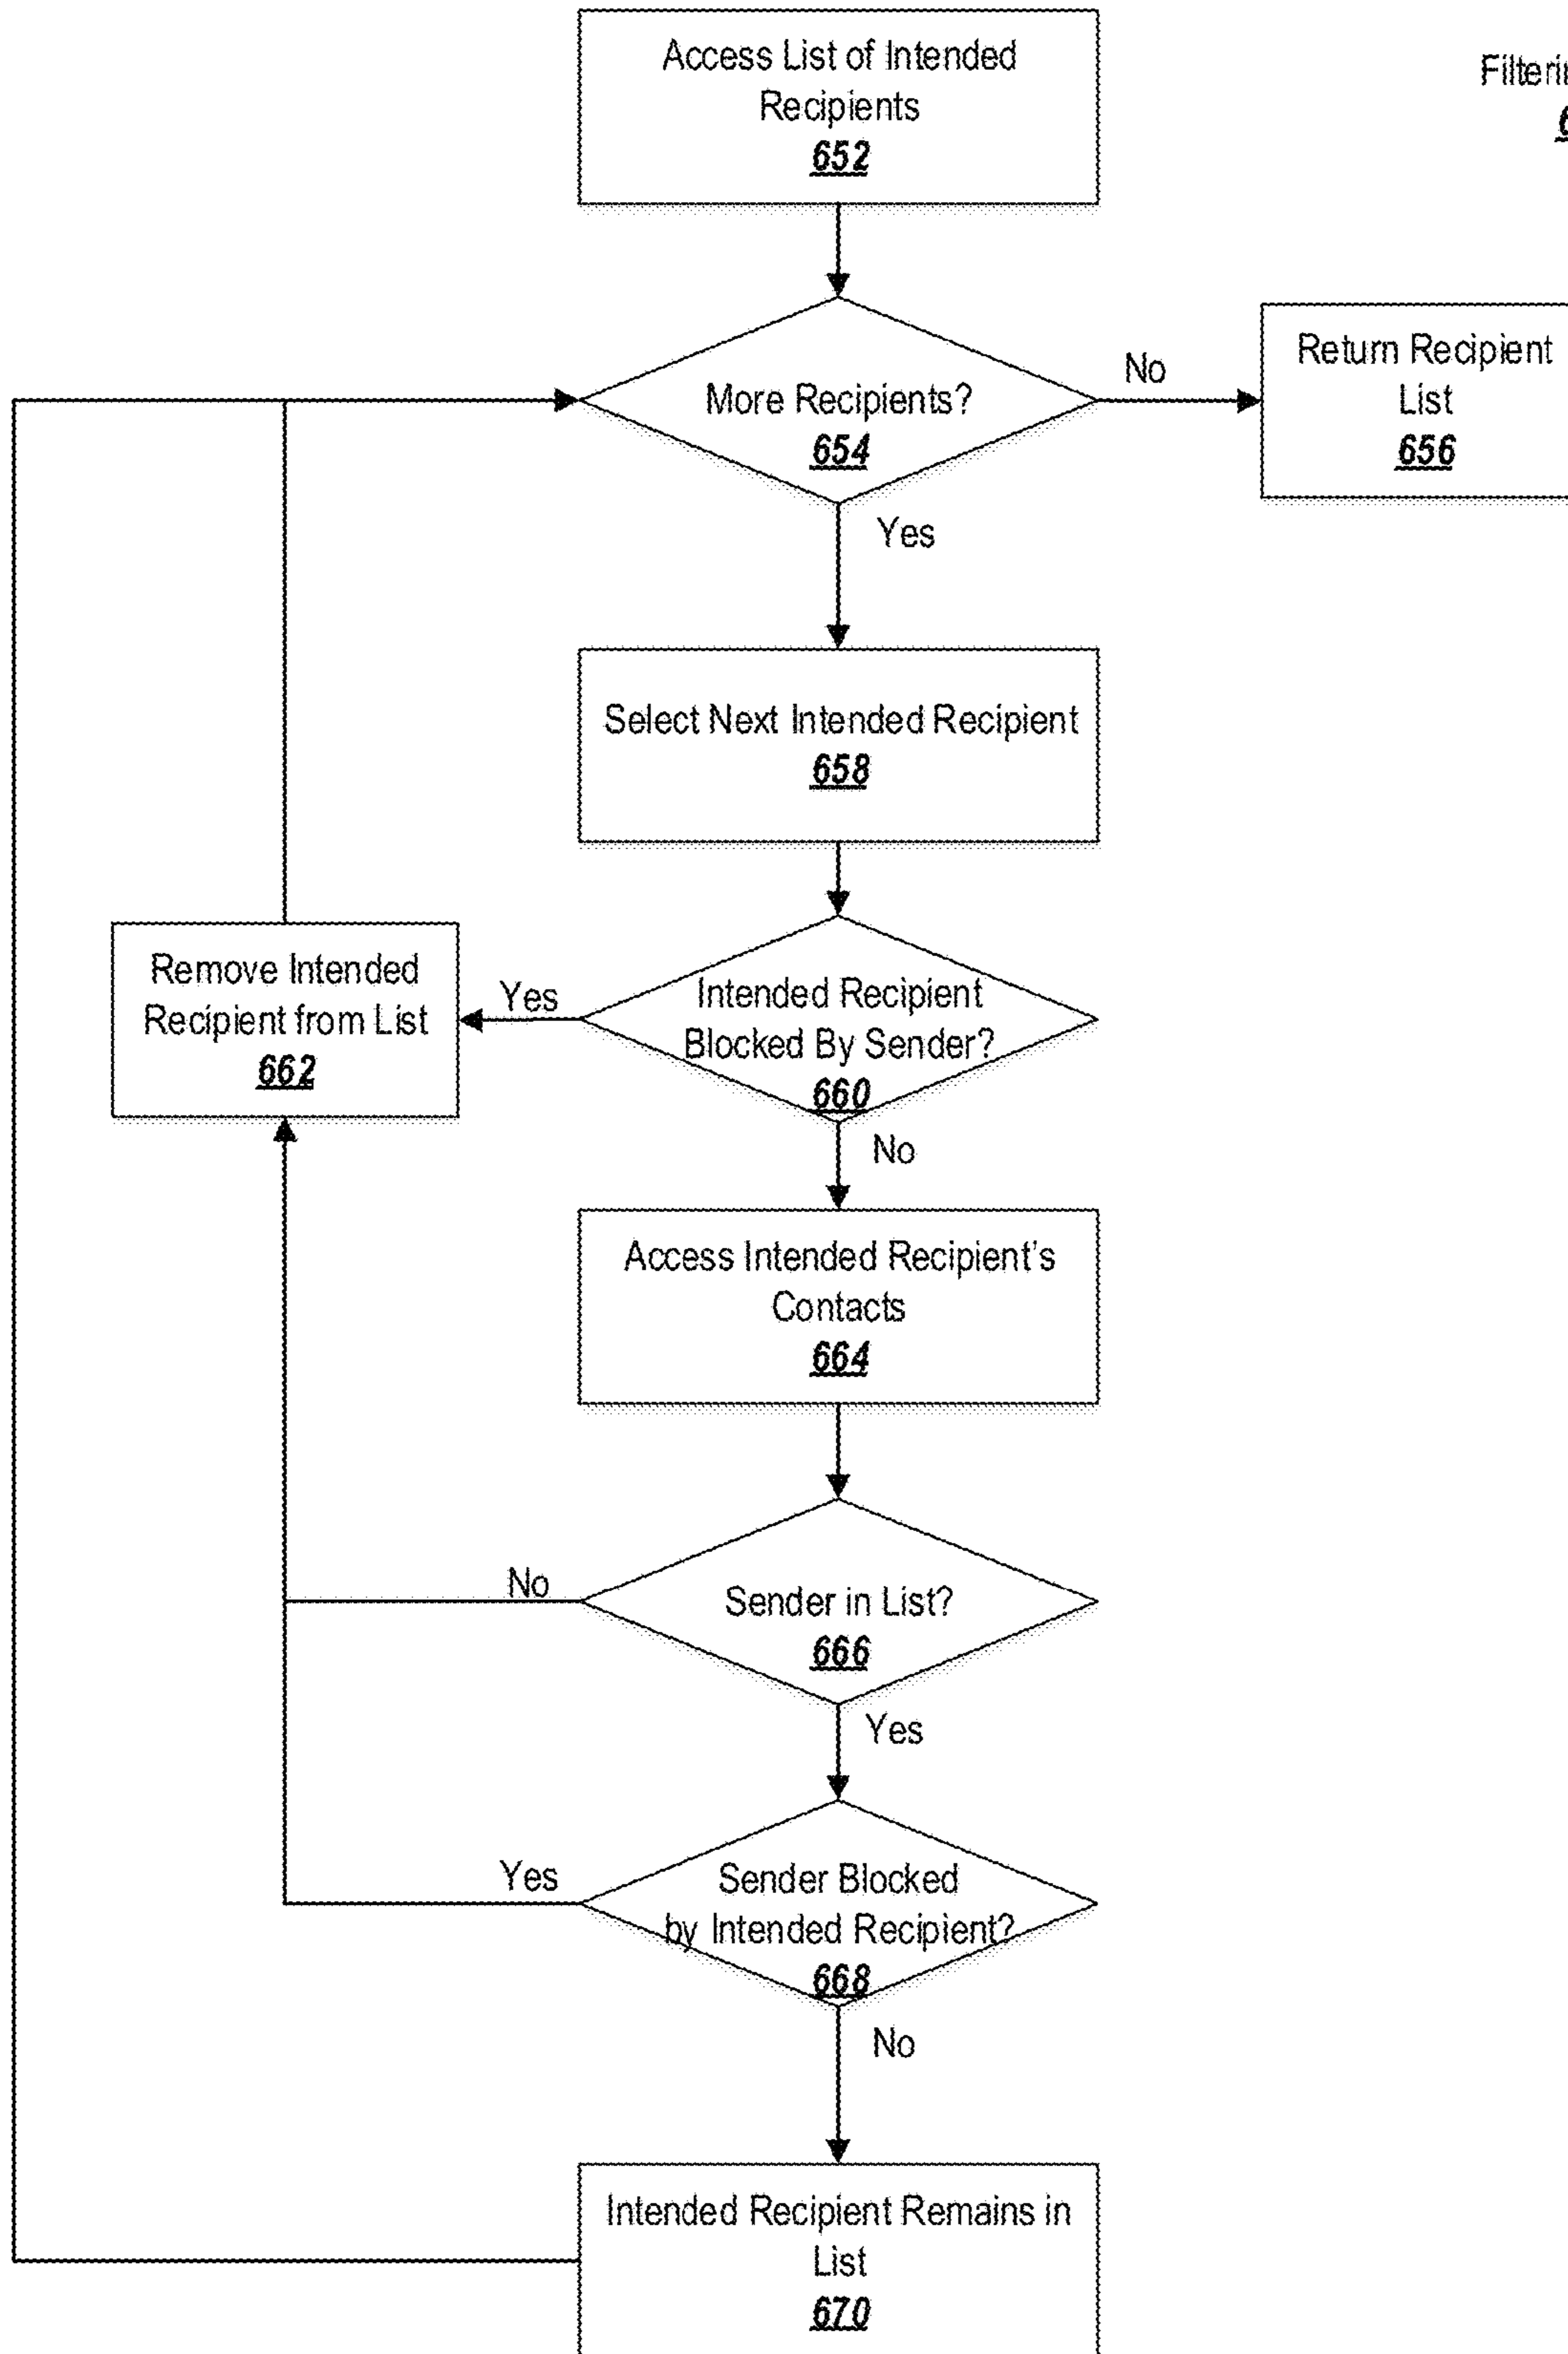 Access List of Intended
Recipients
652
More Recipients?
654
No
Return Recipient
List
656
Yes
Select Next Intended Recipient
658
Remove Intended
Recipient from List
662
Yes
Intended Recipient
Blocked By Sender?
660
No
Access Intended Recipient's
Contacts
664
No
Sender in List?
666
Yes
Yes
Sender Blocked
by Intended Recipient?
668
No
Intended Recipient Remains in
List
670